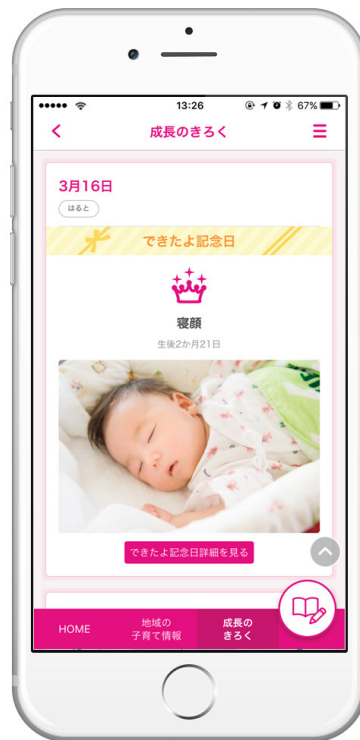 13:26
67%
成長のきろく
3月16日
はると
できたよ記念日
寝顔
生後2か月21日
できたよ記念日詳細を見る
HOME
地域の
子育て情報
成長の
きろく